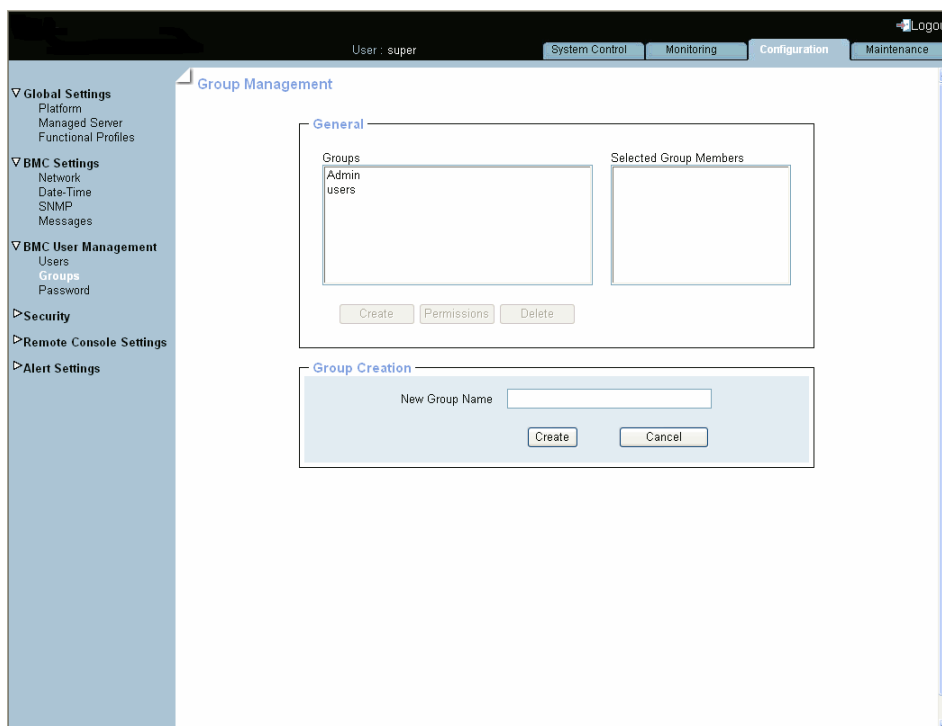 Logou
User : super
System Control
Monitoring
Configuration
Maintenance
Global Settings
Platform
Managed Server
Functional Profiles
BMC Settings
Network
Date-Time
SNMP
Messages
BMC User Management
Users
Groups
Password
Security
Remote Console Settings
Alert Settings
Group Management
General
Groups
Selected Group Members
Admin
users
Create
Permissions
Delete
Group Creation
New Group Name
Create
Cancel